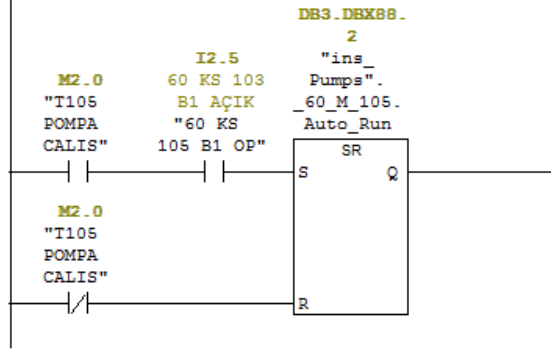 DB3.DBX88.
2
I2.5
"ins_
M2.0
60 KS 103
Pumps".
"T105
B1 AÇIK
_60_M_105.
POMPA
"60 KS
Auto_Run
CALIS"
105 B1 OP"
SR
S
Q
M2.0
"T105
POMPA
CALIS"
R